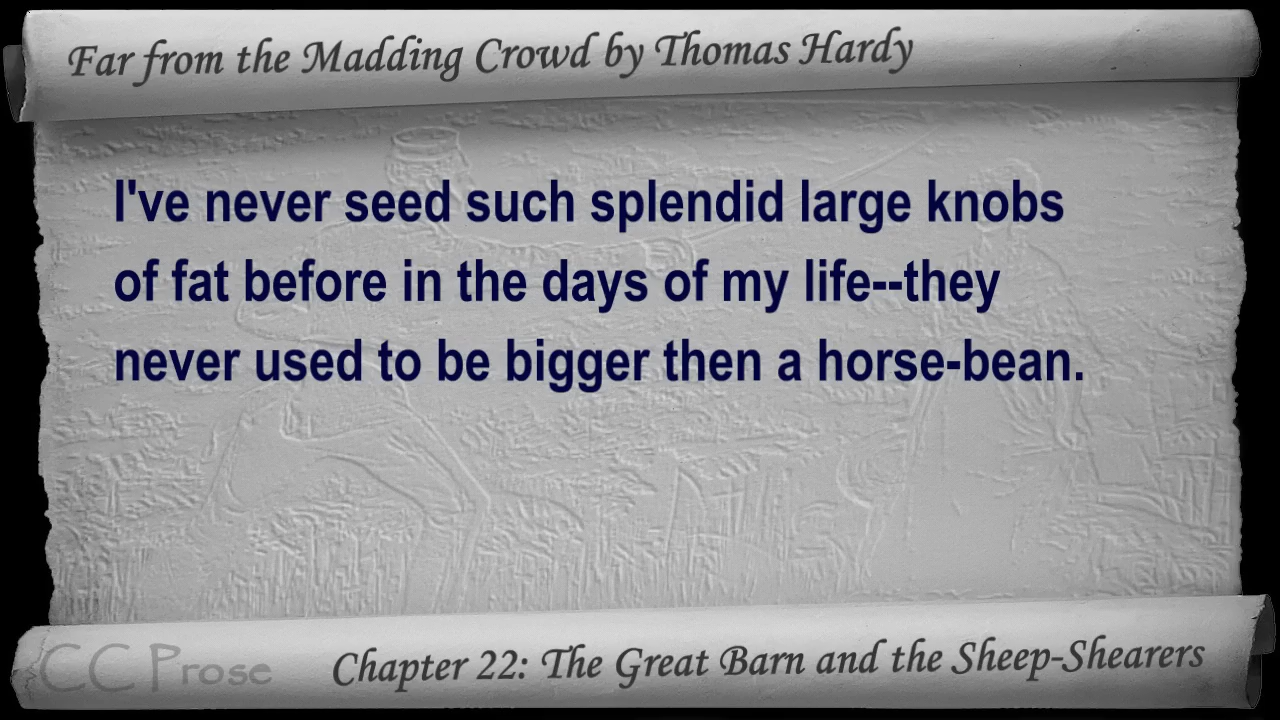 Far from the Madding Crowd by Thomas Hardy
I've never seed such splendid large knobs
of fat before in the days of my life--they
never used to be bigger then a horse-bean.
CC Prose
Chapter 22: The Great Barn and the Sheep-Shearers